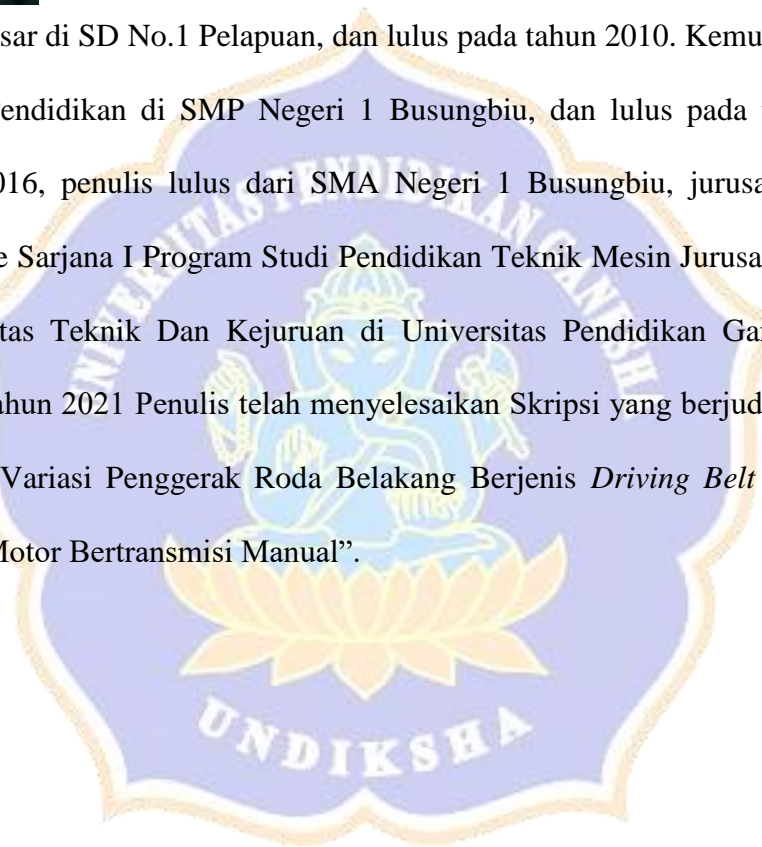 sar di SD No.1 Pelapuan, dan lulus pada tahun 2010. Kemu
endidikan di SMP Negeri 1 Busungbiu, dan lulus pada
016, penulis lulus dari SMA Negeri 1 Busungbiu, jurusa
e Sarjana I Program Studi Pendidikan Teknik Mesin Jurusa
tas Teknik Dan Kejuruan di Universitas Pendidikan Ga
ahun 2021 Penulis telah menyelesaikan Skripsi yang berjud
Variasi Penggerak Roda Belakang Berjenis Driving Belt
Motor Bertransmisi Manual”.
UNIVERSITAS PENDIDIKAN GANESHA
UNDIKSHA